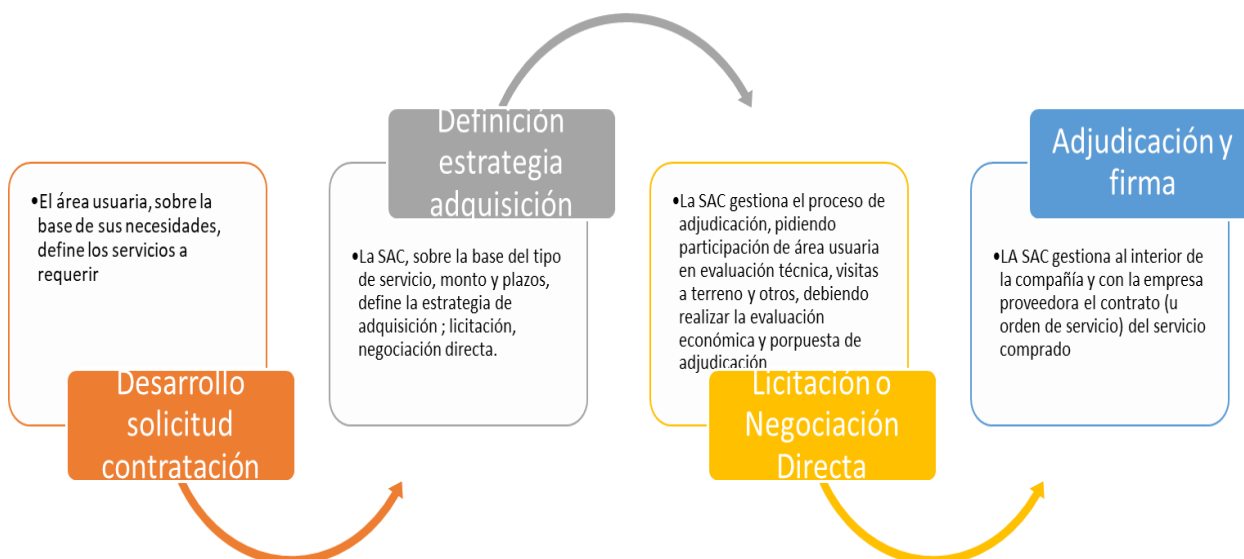 •El área usuaria, sobre la
base de sus necesidades,
define los servicios a
requerir
Desarrollo
solicitud
contratación
Definición
estrategia
adquisición
•La SAC, sobre la base del tipo
de servicio, monto y plazos,
define la estrategia de
adquisición ; licitación,
negociación directa.
•La SAC gestiona el proceso de
adjudicación, pidiendo
participación de área usuaria
en evaluación técnica, visitas
a terreno y otros, debiendo
realizar la evaluación
económica y porpuesta de
adjudicación
Licitación o
Negociación
Directa
Adjudicación y
firma
•LA SAC gestiona al interior de
la compañía y con la empresa
proveedora el contrato (u
orden de servicio) del servicio
comprado